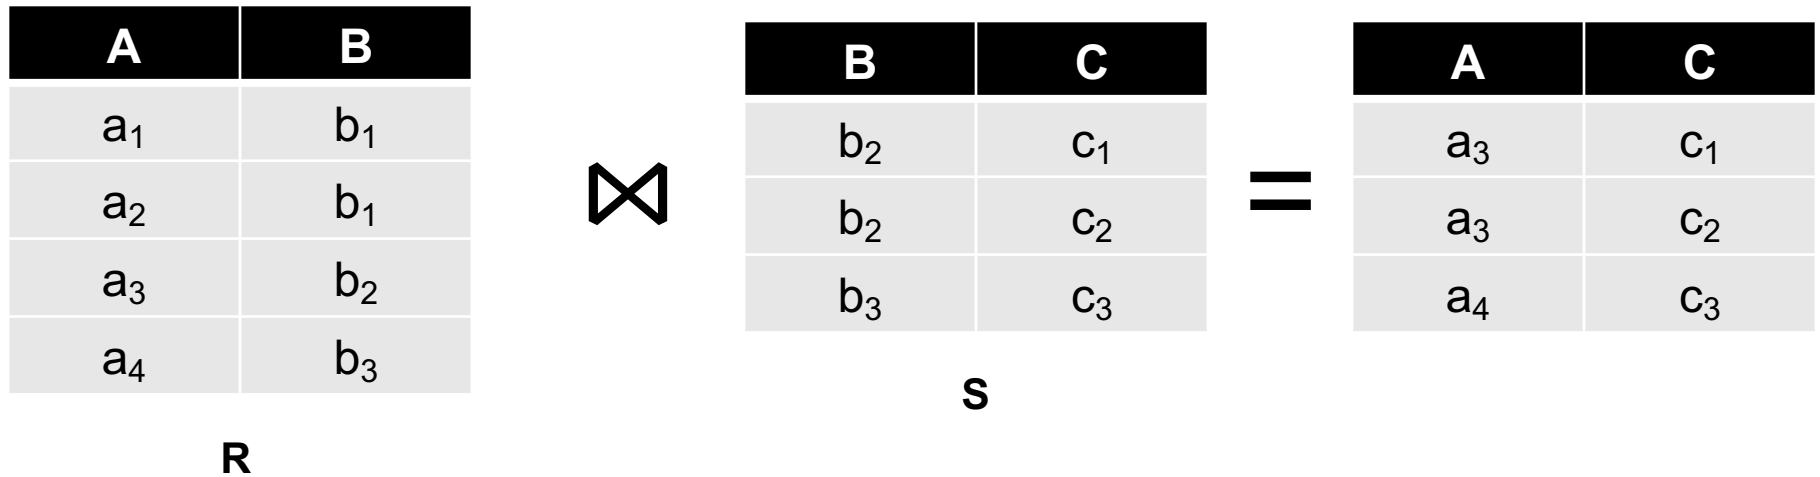 A B
a₁ b₁
a₂ b₁
a₃ b₂
a₄ b₃
R
⋈
B C
b₂ c₁
b₂ c₂
b₃ c₃
S
=
A C
a₃ c₁
a₃ c₂
a₄ c₃